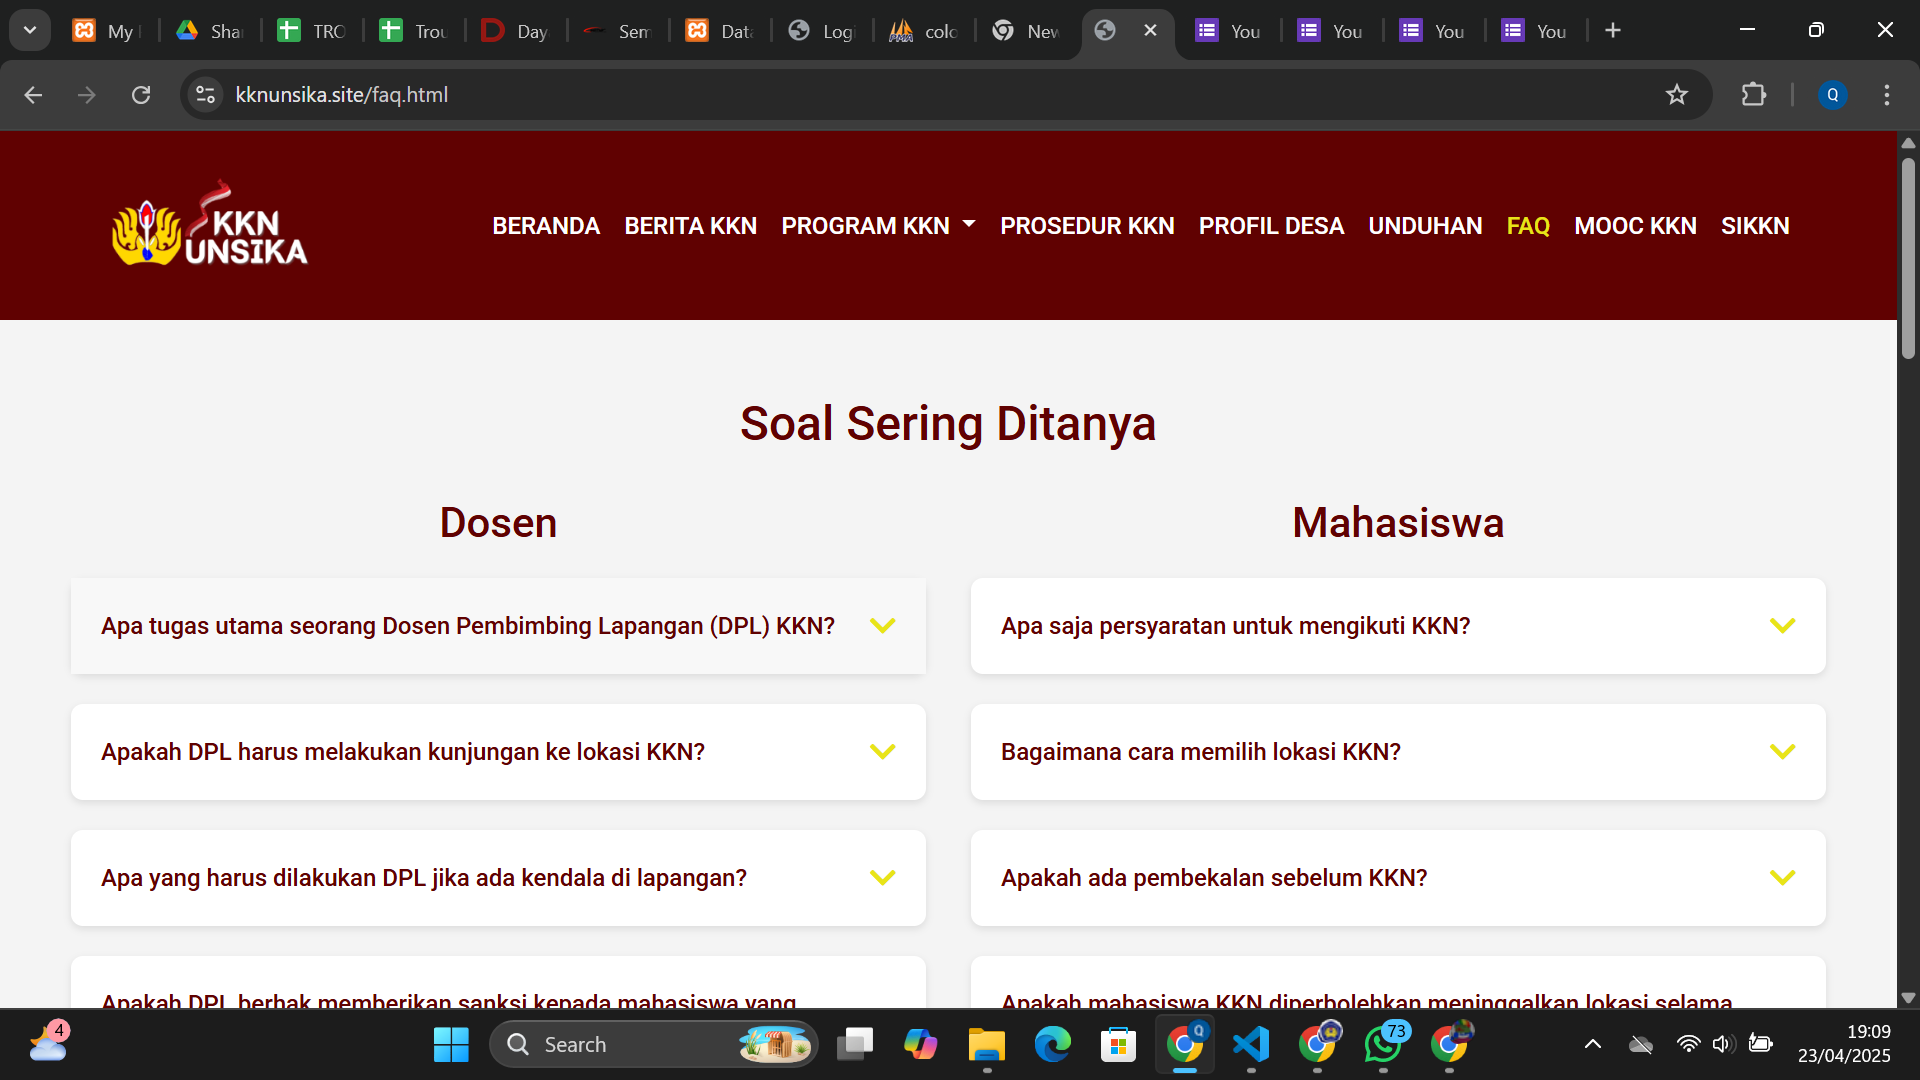 My
Sha
TRO
Trou
Day
Sem
Data
Logi
colo
New
You
You
You
You
kknunsika.site/faq.html
Q
KKN
UNSIKA
BERANDA
BERITA KKN
PROGRAM KKN
PROSEDUR KKN
PROFIL DESA
UNDUHAN
FAQ
MOOC KKN
SIKKN
Soal Sering Ditanya
Dosen
Apa tugas utama seorang Dosen Pembimbing Lapangan (DPL) KKN?
Apakah DPL harus melakukan kunjungan ke lokasi KKN?
Apa yang harus dilakukan DPL jika ada kendala di lapangan?
Apakah DPL berhak memberikan sanksi kepada mahasiswa yang
Mahasiswa
Apa saja persyaratan untuk mengikuti KKN?
Bagaimana cara memilih lokasi KKN?
Apakah ada pembekalan sebelum KKN?
Apakah mahasiswa KKN diperbolehkan meninggalkan lokasi selama
4
Search
Q
73
19:09
23/04/2025